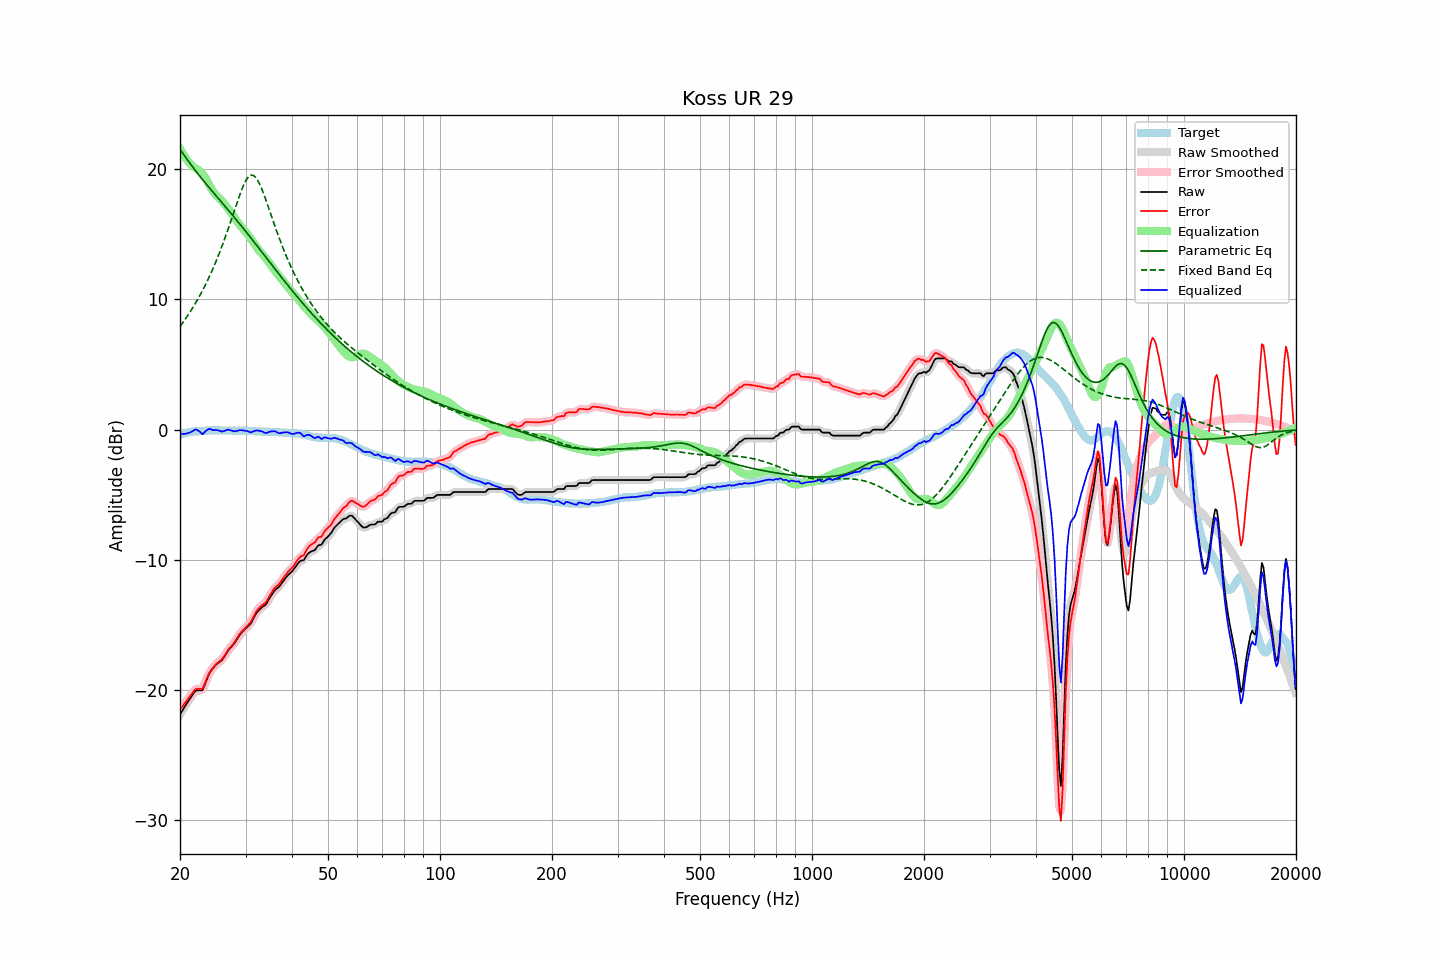 Koss UR 29
Amplitude (dBr)
20
10
0
−10
−20
−30
Target
Raw Smoothed
Error Smoothed
Raw
Error
Equalization
Parametric Eq
Fixed Band Eq
Equalized
20 50 100 200 500 1000 2000 5000 10000 20000
Frequency (Hz)